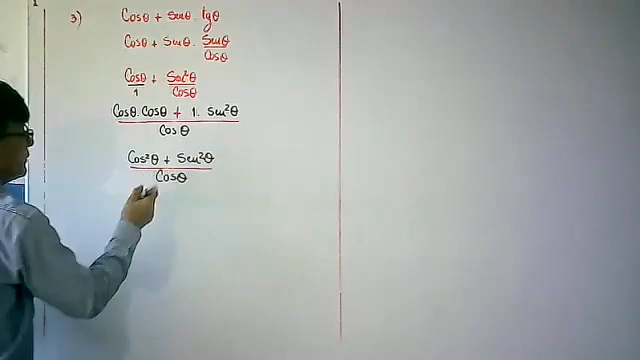 3) Cosθ + Senθ · tgθ
Cosθ + Senθ · Senθ/Cosθ
Cosθ/1 + Sen²θ/Cosθ
Cosθ · Cosθ + 1 · Sen²θ
Cosθ
Cos²θ + Sen²θ
Cosθ